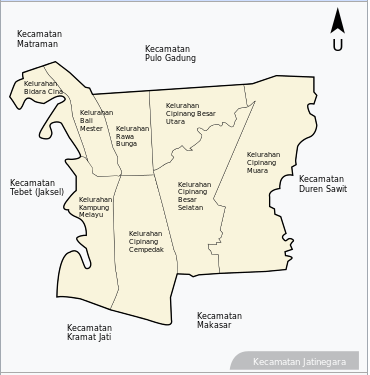 Kecamatan
Matraman
Kecamatan
Pulo Gadung
U
Kelurahan
Bidara Cina
Kelurahan
Bali
Mester
Kelurahan
Rawa
Bunga
Kelurahan
Cipinang Besar
Utara
Kelurahan
Cipinang
Muara
Kecamatan
Tebet (Jaksel)
Kecamatan
Duren Sawit
Kelurahan
Kampung
Melayu
Kelurahan
Cipinang
Besar
Selatan
Kelurahan
Cipinang
Cempedak
Kecamatan
Makasar
Kecamatan
Kramat Jati
Kecamatan Jatinegara